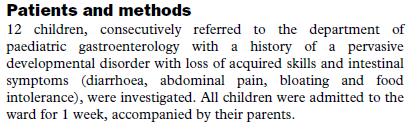 Patients and methods
12 children, consecutively referred to the department of
paediatric gastroenterology with a history of a pervasive
developmental disorder with loss of acquired skills and intestinal
symptoms (diarrhoea, abdominal pain, bloating and food
intolerance), were investigated. All children were admitted to the
ward for 1 week, accompanied by their parents.